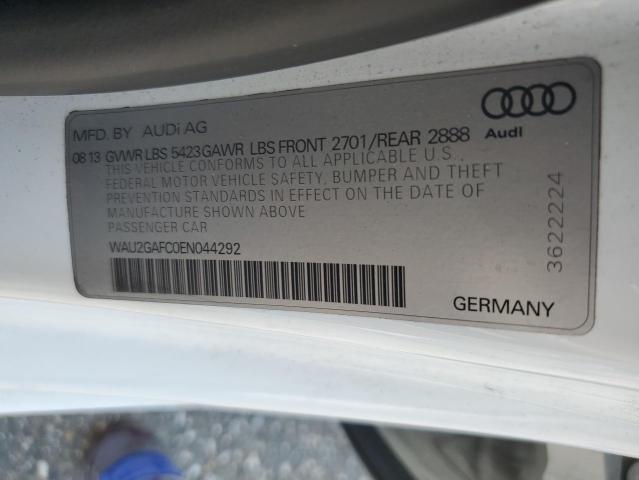 MFD. BY AUDI AG
08 13 GVWR LBS 5423 GAWR LBS FRONT 2701/REAR 2888
THIS VEHICLE CONFORMS TO ALL APPLICABLE U.S.,
FEDERAL MOTOR VEHICLE SAFETY, BUMPER AND THEFT
PREVENTION STANDARDS IN EFFECT ON THE DATE OF
MANUFACTURE SHOWN ABOVE
PASSENGER CAR
WAU2GAFC0EN044292
Audi
36222224
GERMANY